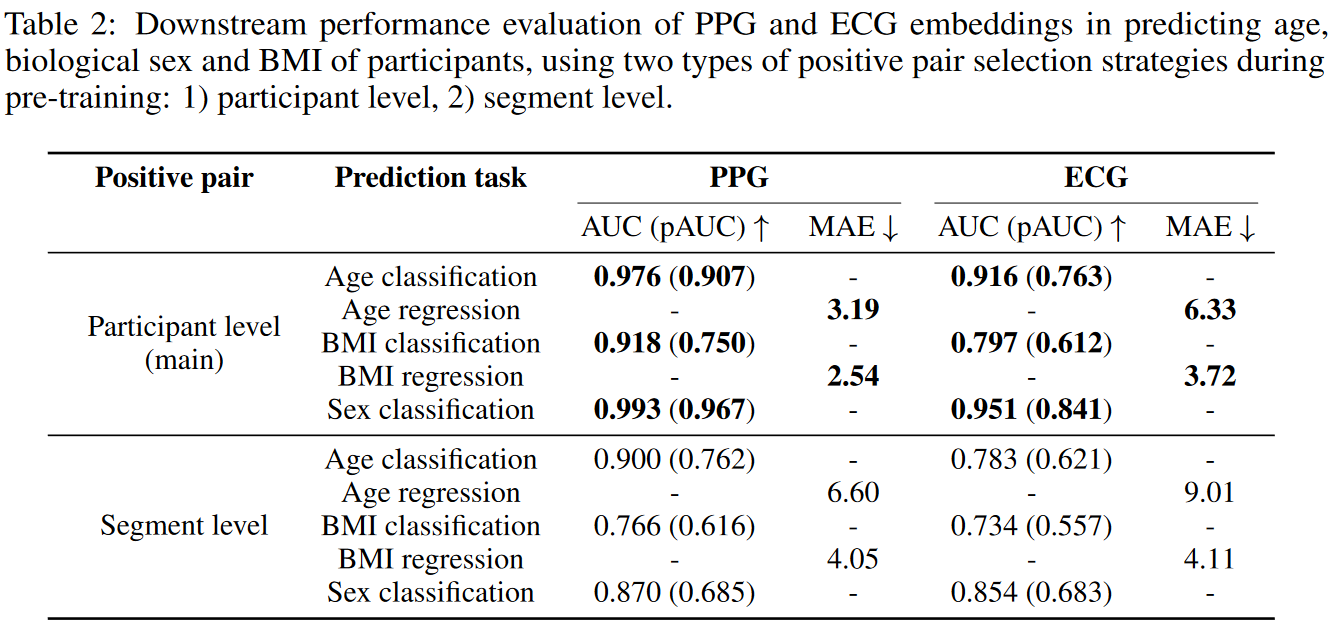 Table 2: Downstream performance evaluation of PPG and ECG embeddings in predicting age,
biological sex and BMI of participants, using two types of positive pair selection strategies during
pre-training: 1) participant level, 2) segment level.
Positive pair Prediction task PPG ECG
AUC (pAUC) ↑ MAE ↓ AUC (pAUC) ↑ MAE ↓
Participant level (main)
Age classification 0.976 (0.907) - 0.916 (0.763) -
Age regression - 3.19 - 6.33
BMI classification 0.918 (0.750) - 0.797 (0.612) -
BMI regression - 2.54 - 3.72
Sex classification 0.993 (0.967) - 0.951 (0.841) -
Segment level
Age classification 0.900 (0.762) - 0.783 (0.621) -
Age regression - 6.60 - 9.01
BMI classification 0.766 (0.616) - 0.734 (0.557) -
BMI regression - 4.05 - 4.11
Sex classification 0.870 (0.685) - 0.854 (0.683) -